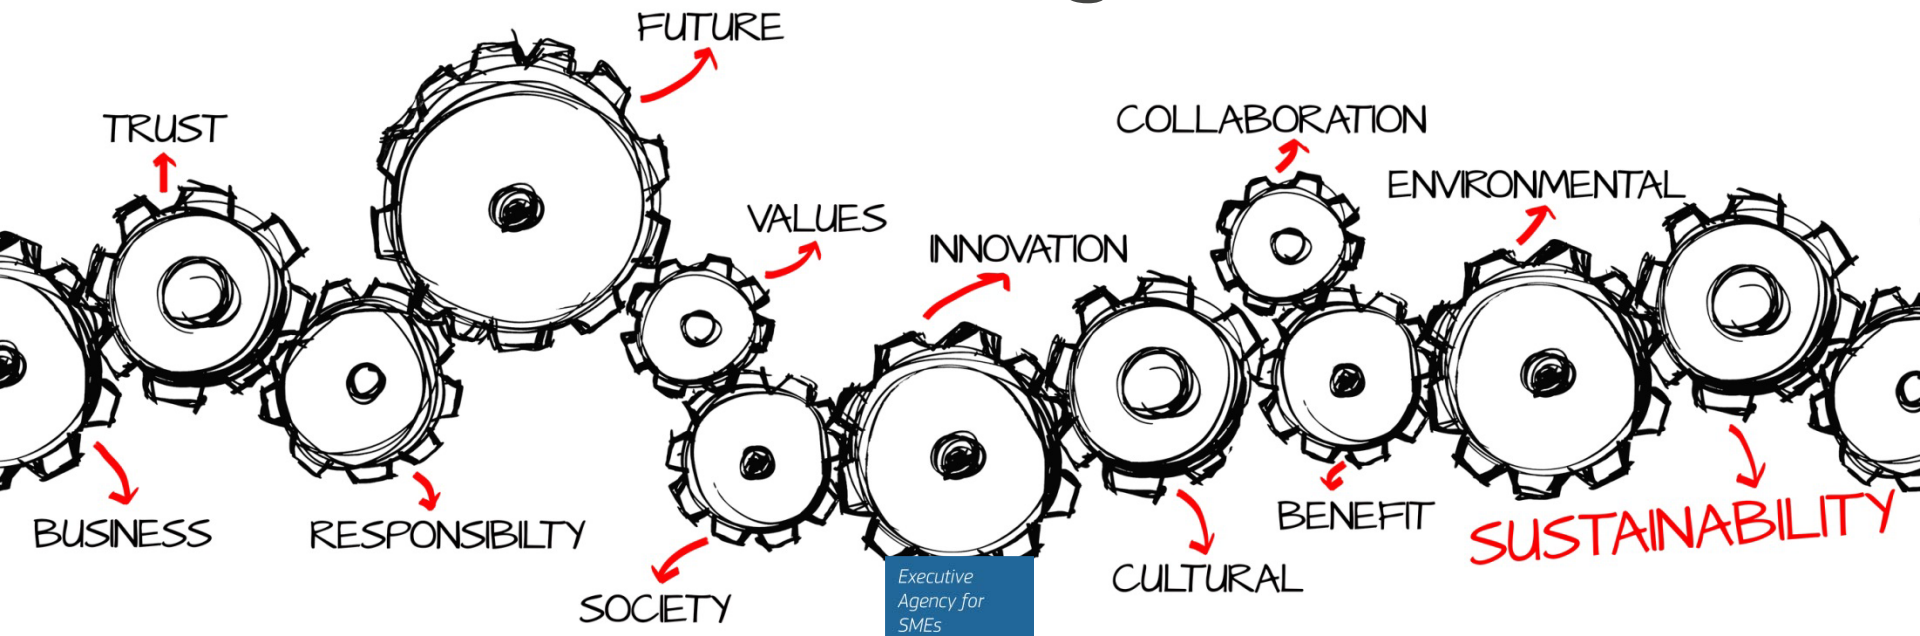 FUTURE
TRUST
COLLABORATION
ENVIRONMENTAL
VALUES
INNOVATION
BUSINESS
RESPONSIBILTY
BENEFIT
SUSTAINABILITY
CULTURAL
SOCIETY
Executive
Agency for
SMEs